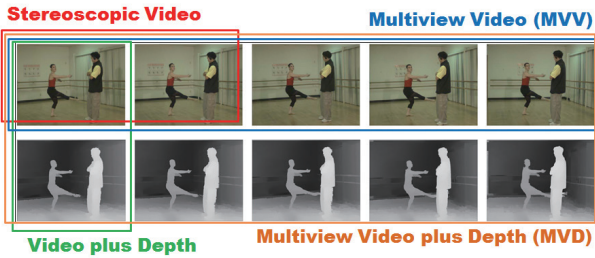 Stereoscopic Video
Multiview Video (MVV)
Video plus Depth
Multiview Video plus Depth (MVD)